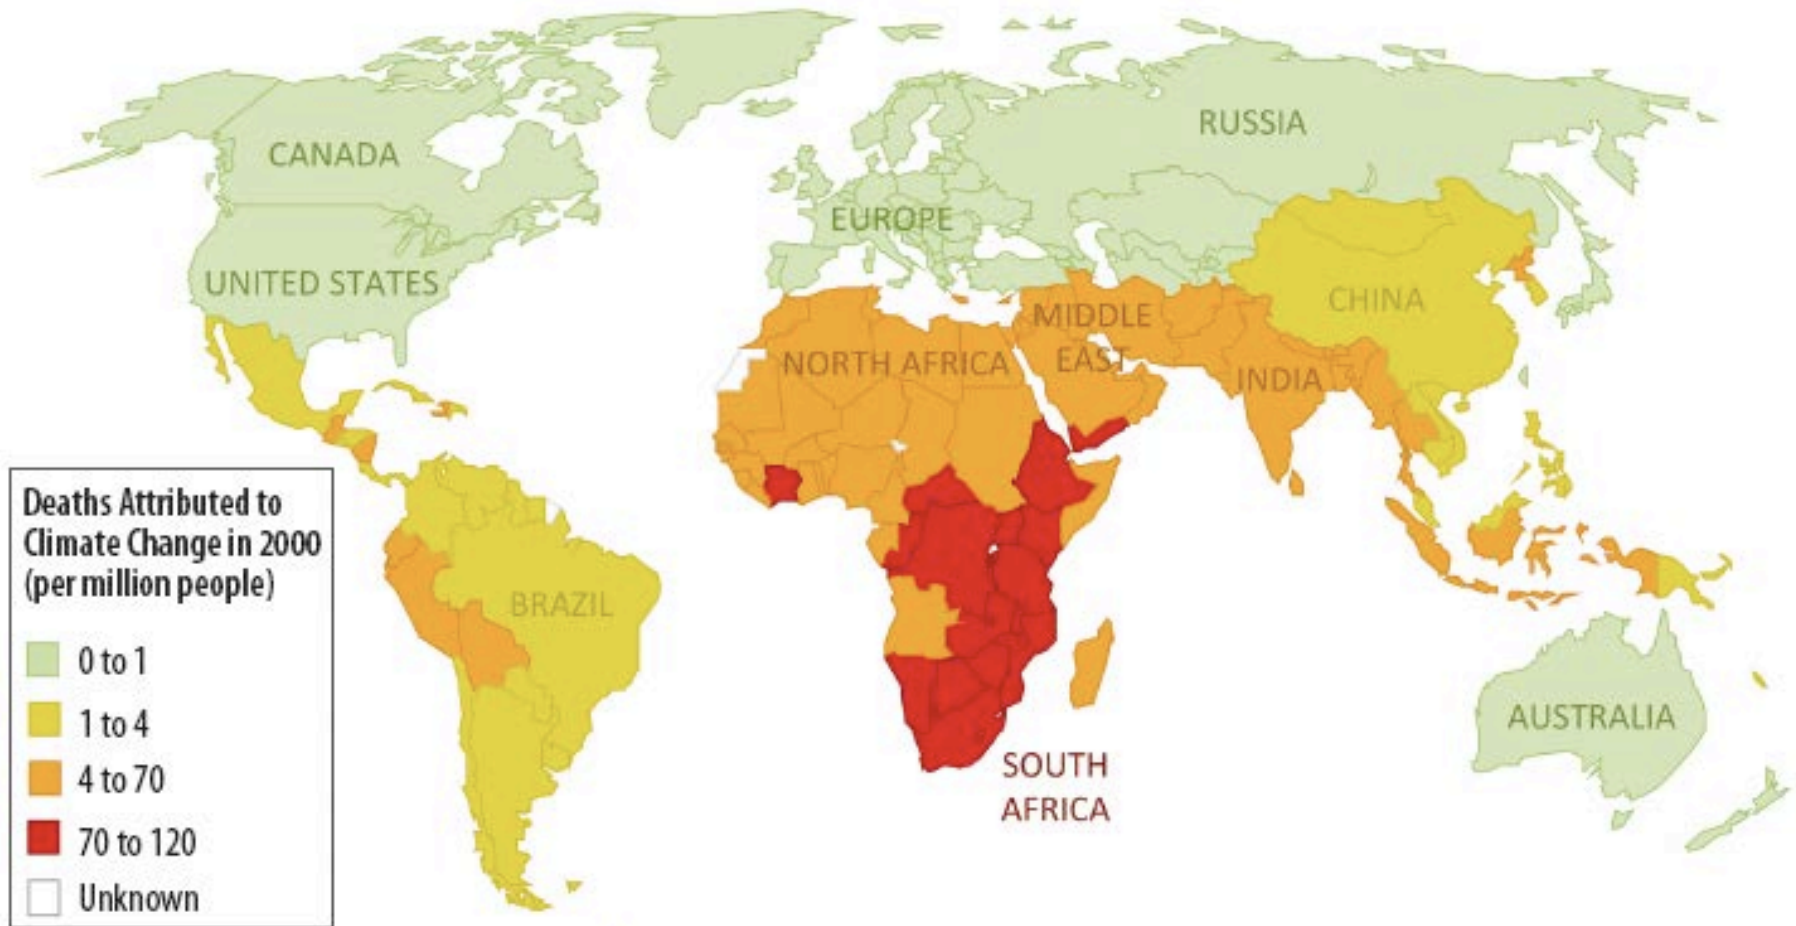 CANADA
RUSSIA
EUROPE
UNITED STATES
CHINA
MIDDLE
EAST
NORTH AFRICA
INDIA
BRAZIL
AUSTRALIA
SOUTH
AFRICA
Deaths Attributed to
Climate Change in 2000
(per million people)
0 to 1
1 to 4
4 to 70
70 to 120
Unknown